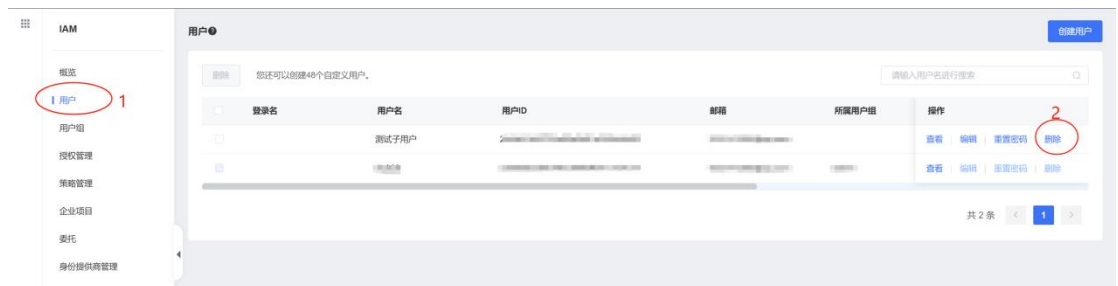 IAM
用户
创建用户
概览
删除
您还可以创建48个自定义用户。
请输入用户名进行搜索
用户
1
用户组
授权管理
策略管理
企业项目
委托
身份提供商管理
登录名 用户名 用户ID 邮箱 所属用户组 操作
2
测试子用户 查看 编辑 重置密码 删除
查看 编辑 重置密码 删除
共 2 条 < 1 >